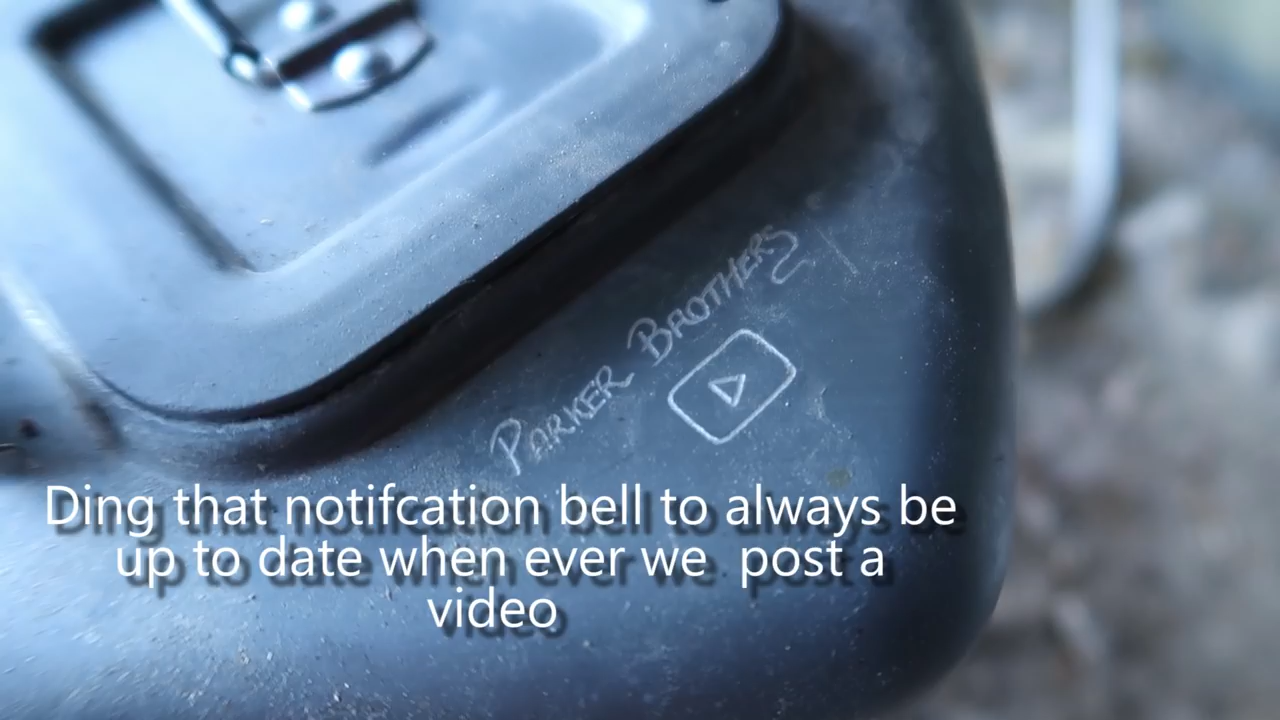 PARKER BROTHERS
Ding that notifcation bell to always be
up to date when ever we post a
video